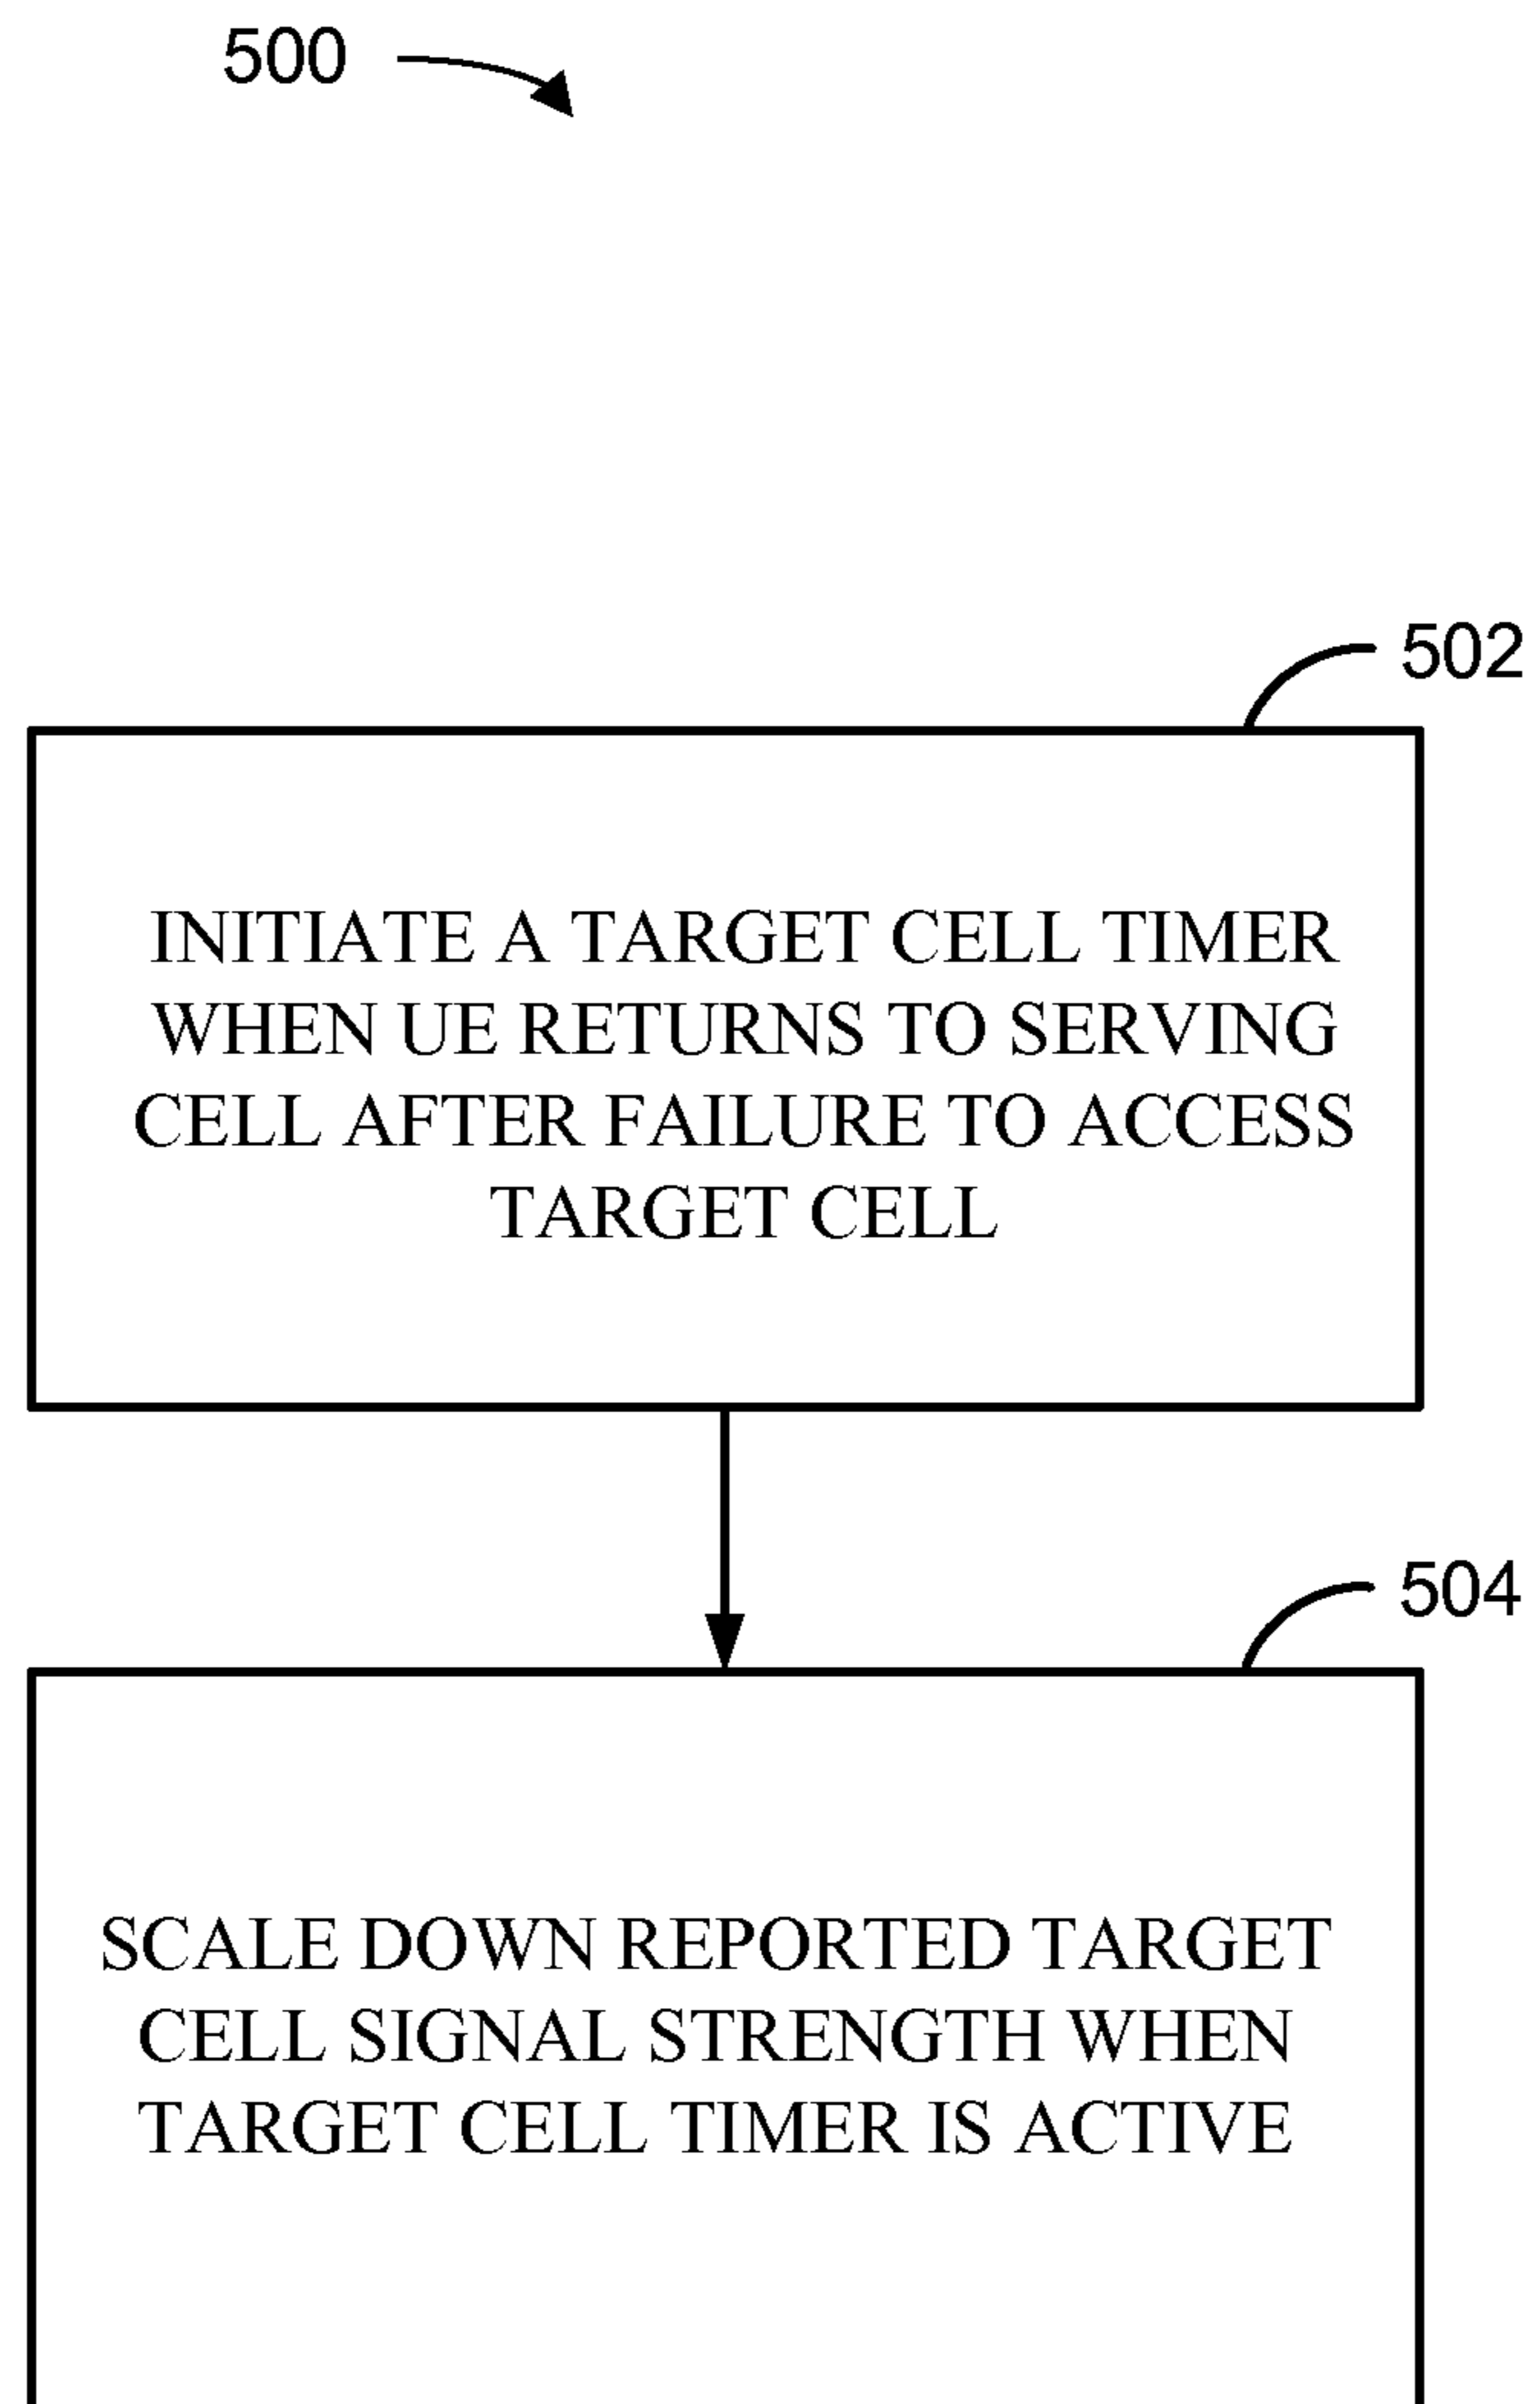 500
502
INITIATE A TARGET CELL TIMER
WHEN UE RETURNS TO SERVING
CELL AFTER FAILURE TO ACCESS
TARGET CELL
504
SCALE DOWN REPORTED TARGET
CELL SIGNAL STRENGTH WHEN
TARGET CELL TIMER IS ACTIVE